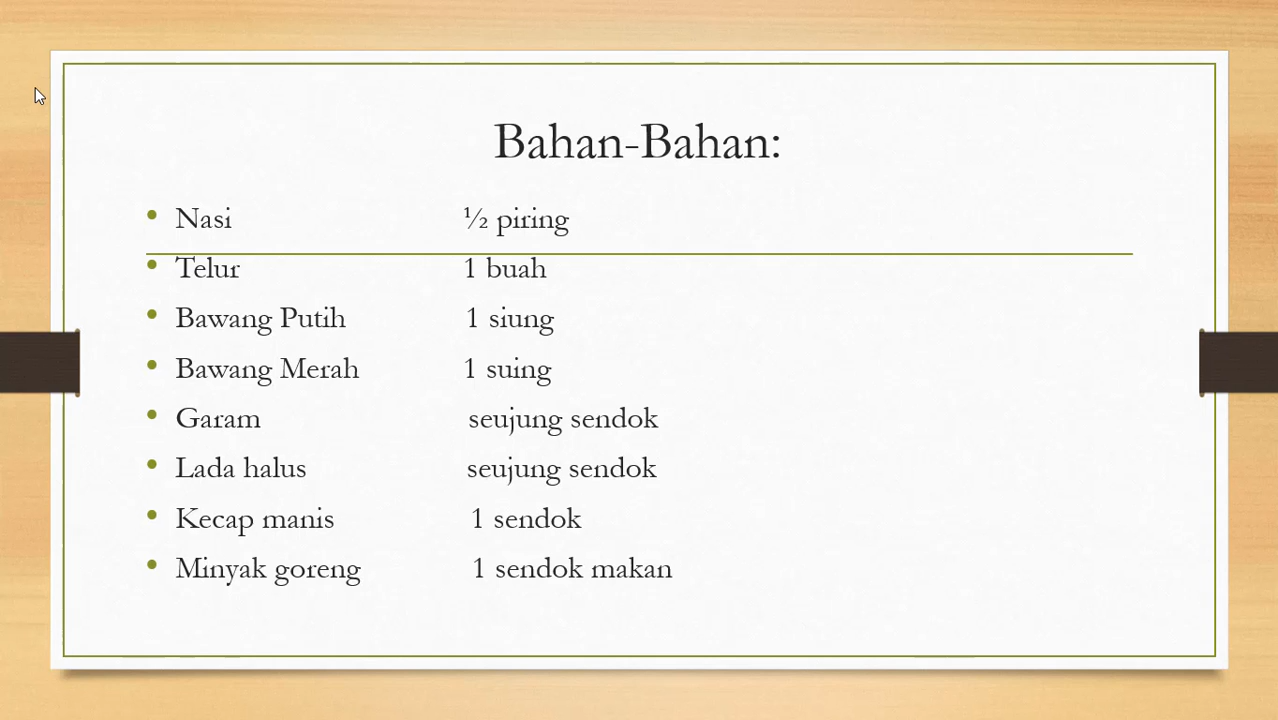 Bahan-Bahan:
• Nasi ½ piring
• Telur 1 buah
• Bawang Putih 1 siung
• Bawang Merah 1 suing
• Garam seujung sendok
• Lada halus seujung sendok
• Kecap manis 1 sendok
• Minyak goreng 1 sendok makan